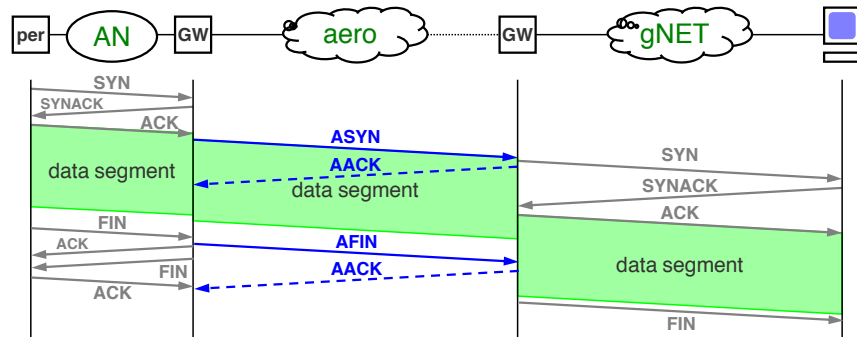 per
AN
GW
aero
GW
gNET
SYN
SYNACK
ACK
ASYN
data segment
AACK
data segment
SYN
SYNACK
ACK
FIN
ACK
AFIN
FIN
AACK
ACK
data segment
FIN